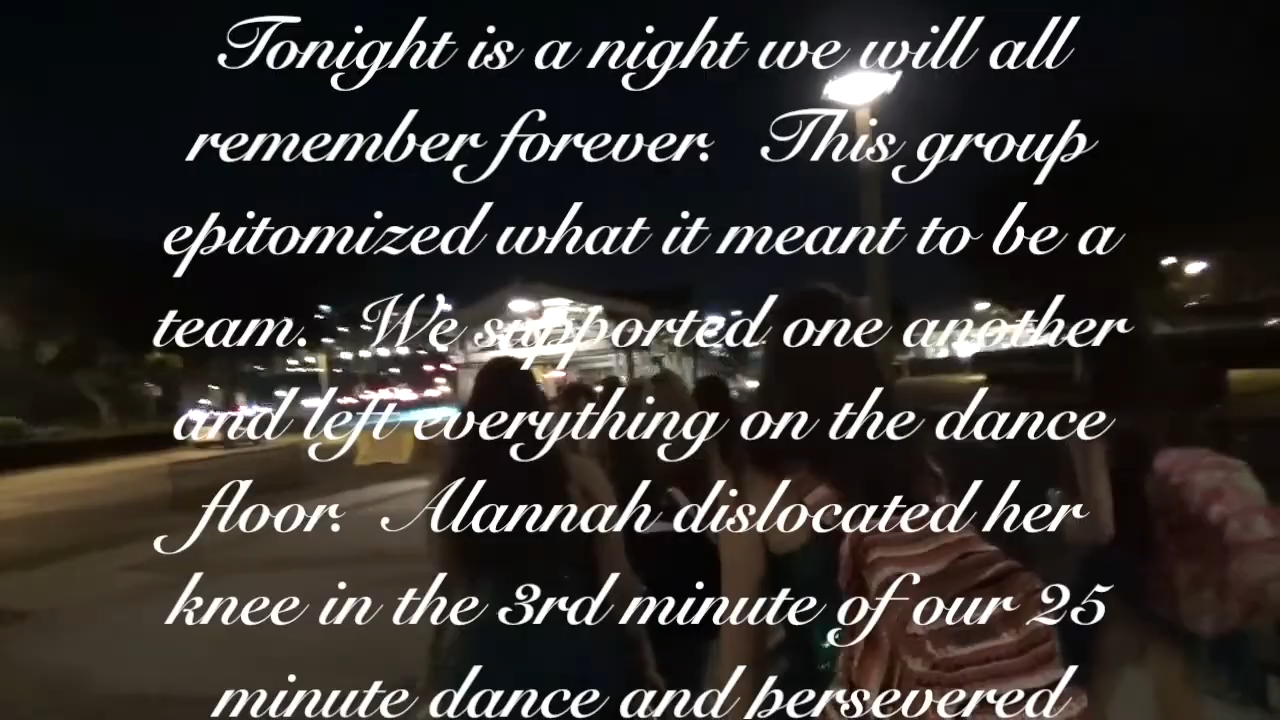 Tonight is a night we will all
remember forever. This group
epitomized what it meant to be a
team. We supported one another
and left everything on the dance
floor. Alannah dislocated her
knee in the 3rd minute of our 25
minute dance and persevered